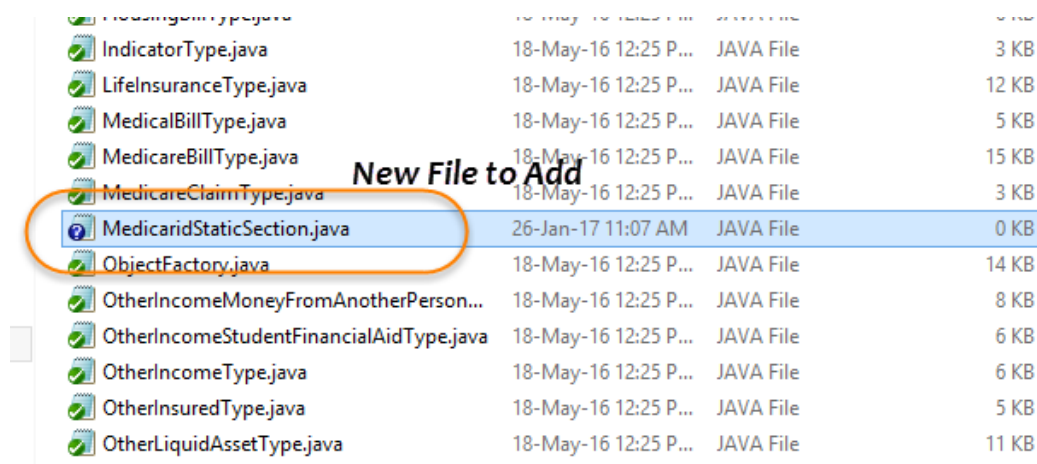 IndicatorType.java 18-May-16 12:25 P... JAVA File 3 KB
LifeInsuranceType.java 18-May-16 12:25 P... JAVA File 12 KB
MedicalBillType.java 18-May-16 12:25 P... JAVA File 5 KB
MedicareBillType.java 18-May-16 12:25 P... JAVA File 15 KB
New File to Add
MedicareClaimType.java 18-May-16 12:25 P... JAVA File 3 KB
MedicaridStaticSection.java 26-Jan-17 11:07 AM JAVA File 0 KB
ObjectFactory.java 18-May-16 12:25 P... JAVA File 14 KB
OtherIncomeMoneyFromAnotherPerson... 18-May-16 12:25 P... JAVA File 8 KB
OtherIncomeStudentFinancialAidType.java 18-May-16 12:25 P... JAVA File 6 KB
OtherIncomeType.java 18-May-16 12:25 P... JAVA File 6 KB
OtherInsuredType.java 18-May-16 12:25 P... JAVA File 5 KB
OtherLiquidAssetType.java 18-May-16 12:25 P... JAVA File 11 KB